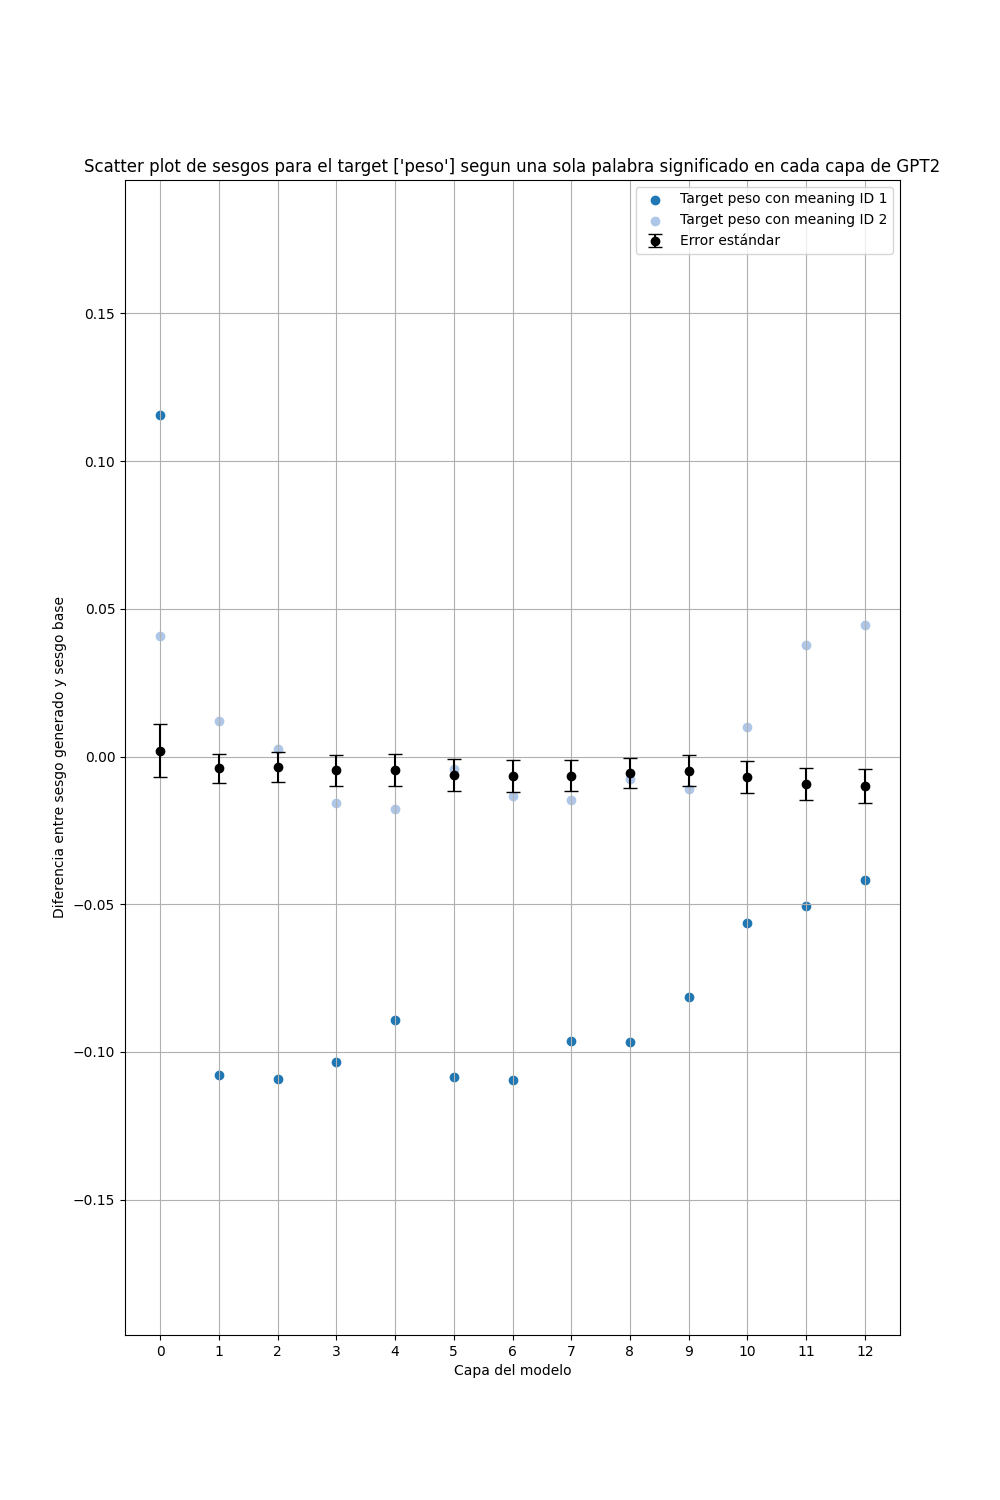 Scatter plot de sesgos para el target ['peso'] segun una sola palabra significado en cada capa de GPT2
Target peso con meaning ID 1
Target peso con meaning ID 2
Error estándar
Diferencia entre sesgo generado y sesgo base
0.15
0.10
0.05
0.00
−0.05
−0.10
−0.15
0 1 2 3 4 5 6 7 8 9 10 11 12
Capa del modelo